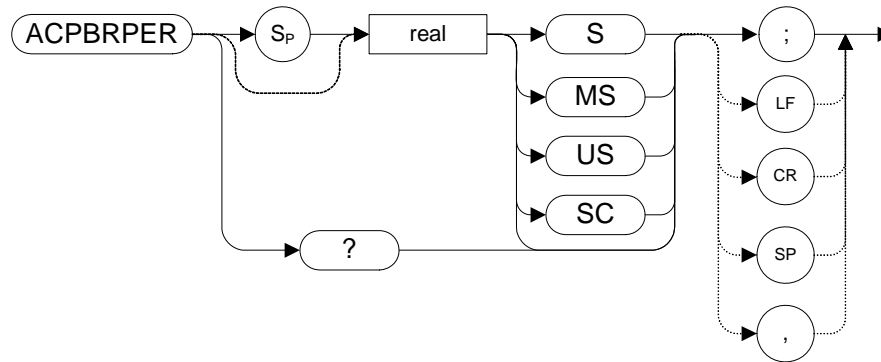 ACPBRPER
SP
real
S
MS
US
SC
?
;
LF
CR
SP
,